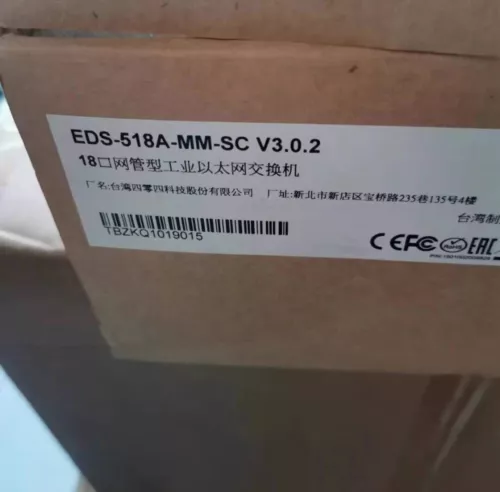 EDS-518A-MM-SC V3.0.2
18口网管型工业以太网交换机
厂名:台湾四零四科技股份有限公司 厂址:新北市新店区宝桥路235巷135号4樓
台湾制
TBZKQ1019015
CE FC RoHS EAC